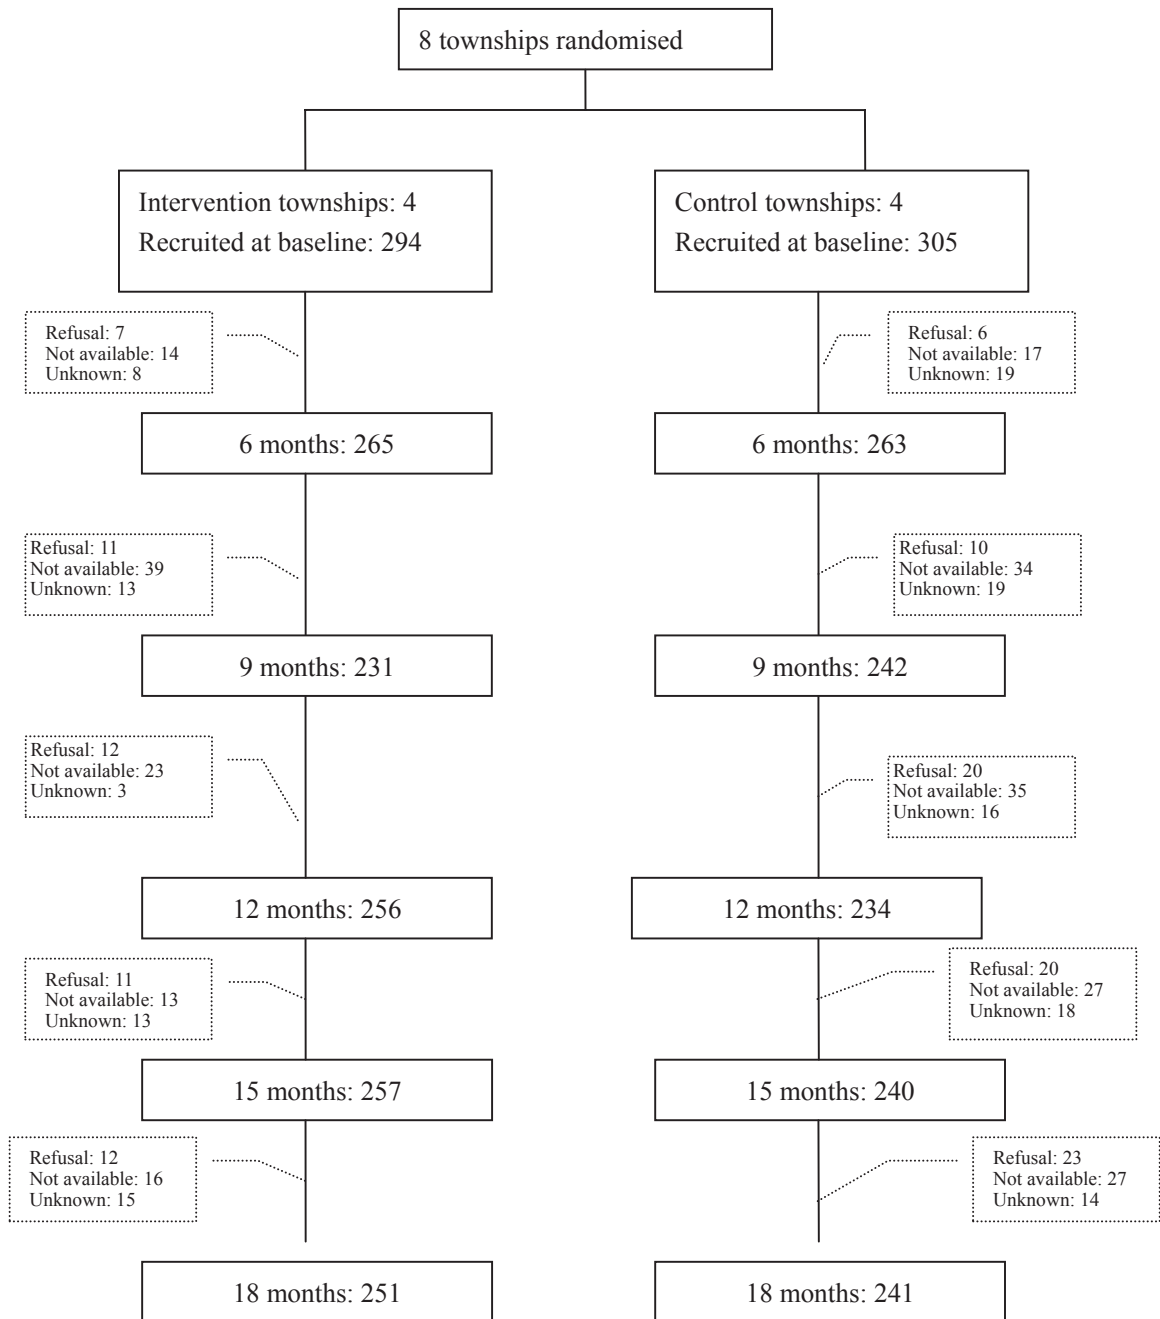 8 townships randomised
Intervention townships: 4
Recruited at baseline: 294
Control townships: 4
Recruited at baseline: 305
Refusal: 7
Not available: 14
Unknown: 8
Refusal: 6
Not available: 17
Unknown: 19
6 months: 265
6 months: 263
Refusal: 11
Not available: 39
Unknown: 13
Refusal: 10
Not available: 34
Unknown: 19
9 months: 231
9 months: 242
Refusal: 12
Not available: 23
Unknown: 3
Refusal: 20
Not available: 35
Unknown: 16
12 months: 256
12 months: 234
Refusal: 11
Not available: 13
Unknown: 13
Refusal: 20
Not available: 27
Unknown: 18
15 months: 257
15 months: 240
Refusal: 12
Not available: 16
Unknown: 15
Refusal: 23
Not available: 27
Unknown: 14
18 months: 251
18 months: 241